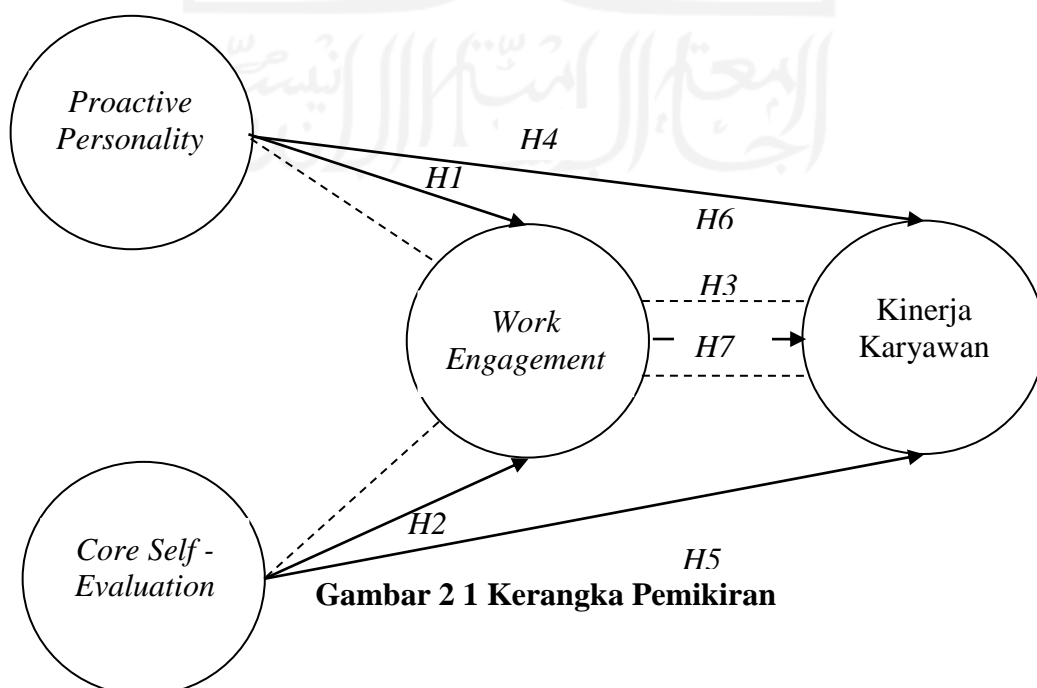 Proactive
Personality
H4
H1
H6
Work
Engagement
H3
H7
Kinerja
Karyawan
H2
Core Self -
Evaluation
H5
Gambar 2 1 Kerangka Pemikiran